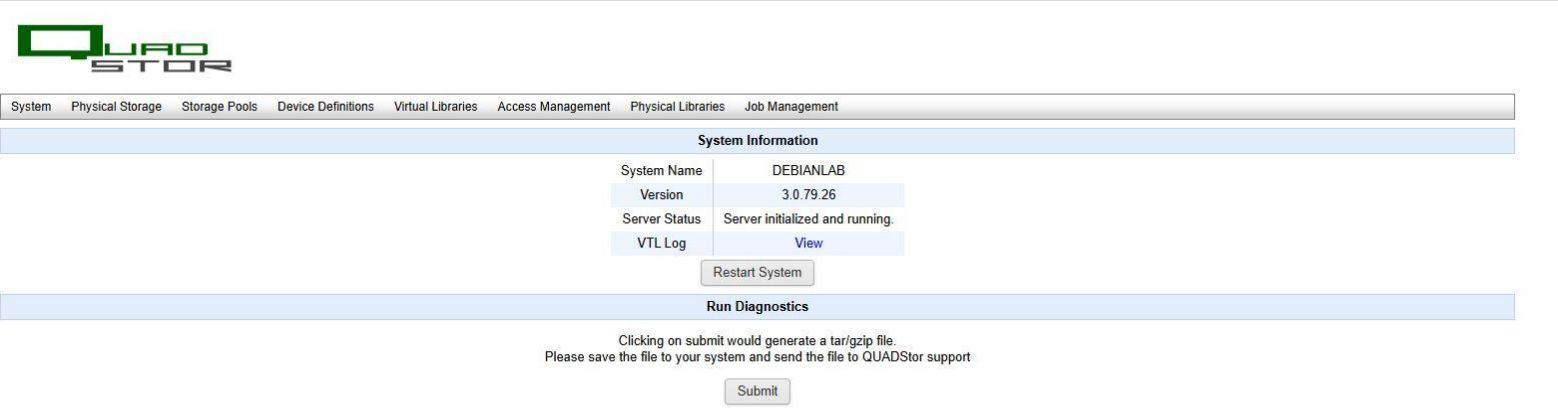 QUAD
STOR
System Physical Storage Storage Pools Device Definitions Virtual Libraries Access Management Physical Libraries Job Management
System Information
System Name DEBIANLAB
Version 3.0.79.26
Server Status Server initialized and running.
VTL Log View
Restart System
Run Diagnostics
Clicking on submit would generate a tar/gzip file.
Please save the file to your system and send the file to QUADStor support
Submit